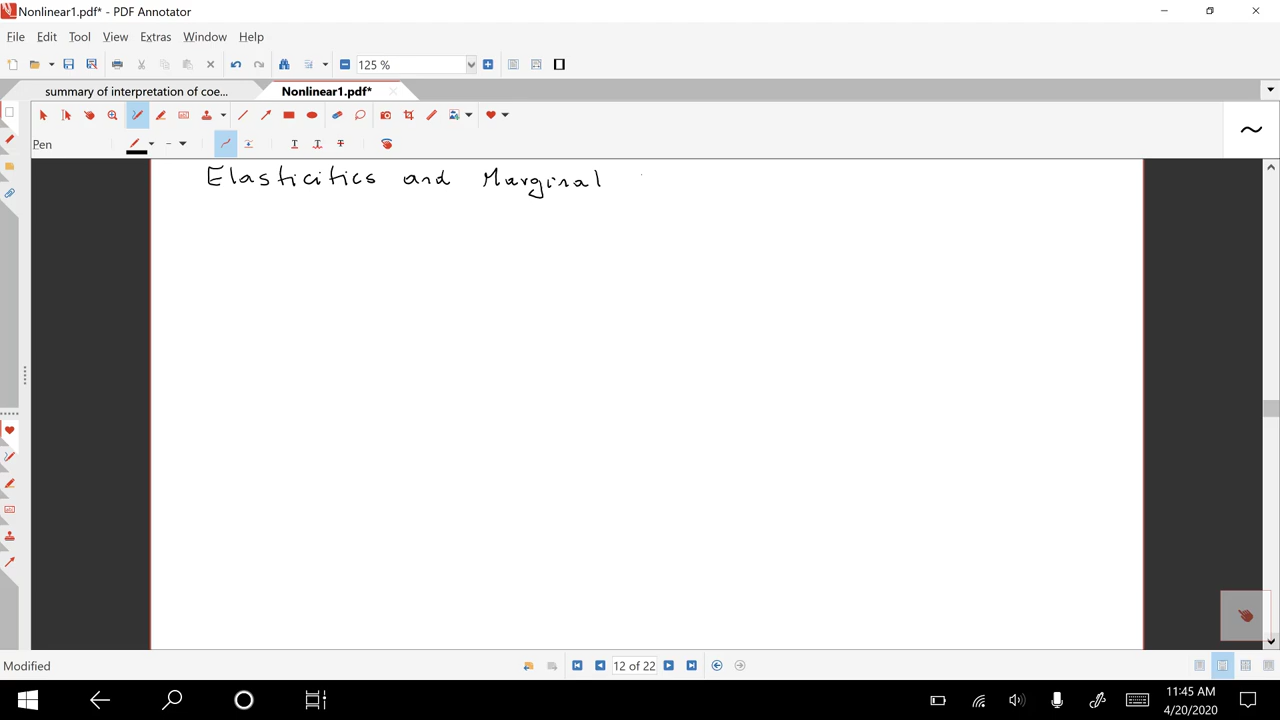 Nonlinear1.pdf* - PDF Annotator
File Edit Tool View Extras Window Help
125 %
summary of interpretation of coe... Nonlinear1.pdf*
Pen
Elasticities and Marginal
Modified
12 of 22
11:45 AM
4/20/2020